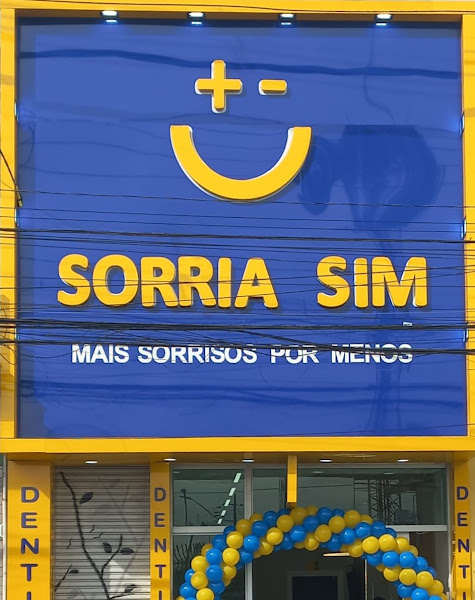 SORRIA SIM
MAIS SORRISOS POR MENOS
DENTI
DENTI
DENTI